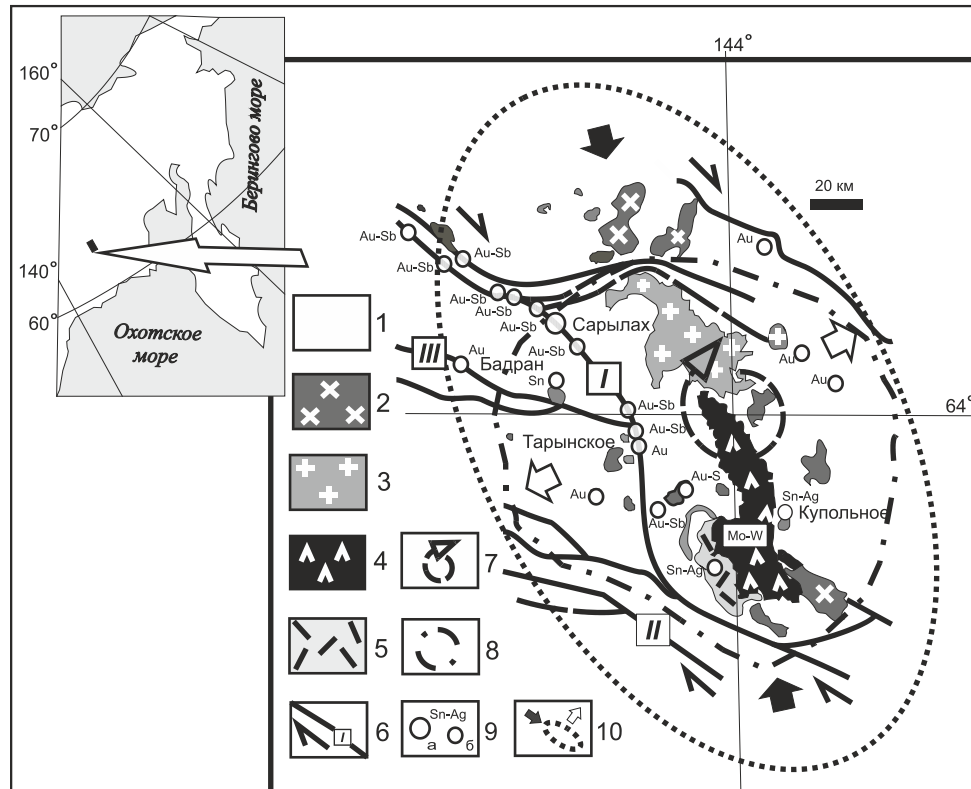 144°
160°
70°
Берингово море
140°
60°
Охотское
море
20 км
Au
Au-Sb
Au-Sb
Au-Sb
Au-Sb
Au-Sb
Au-Sb
Сарылах
Au-Sb
III
Au
Бадран
Sn
I
Au
Au
64°
Au-Sb
Au-Sb
Au
Тарынское
Au
Au-S
Au-Sb
Sn-Ag
Купольное
Mo-W
Sn-Ag
II
1
2
3
4
7
5
8
6
I
Sn-Ag
а
б
9
10